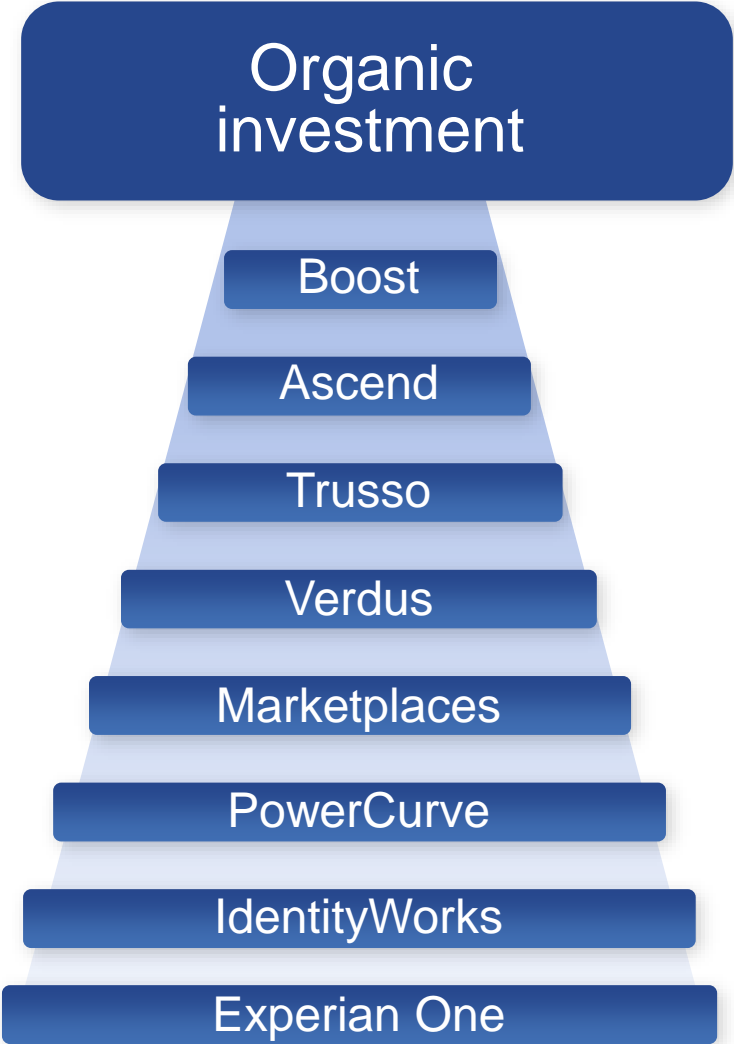 Organic
investment
Boost
Ascend
Trusso
Verdus
Marketplaces
PowerCurve
IdentityWorks
Experian One